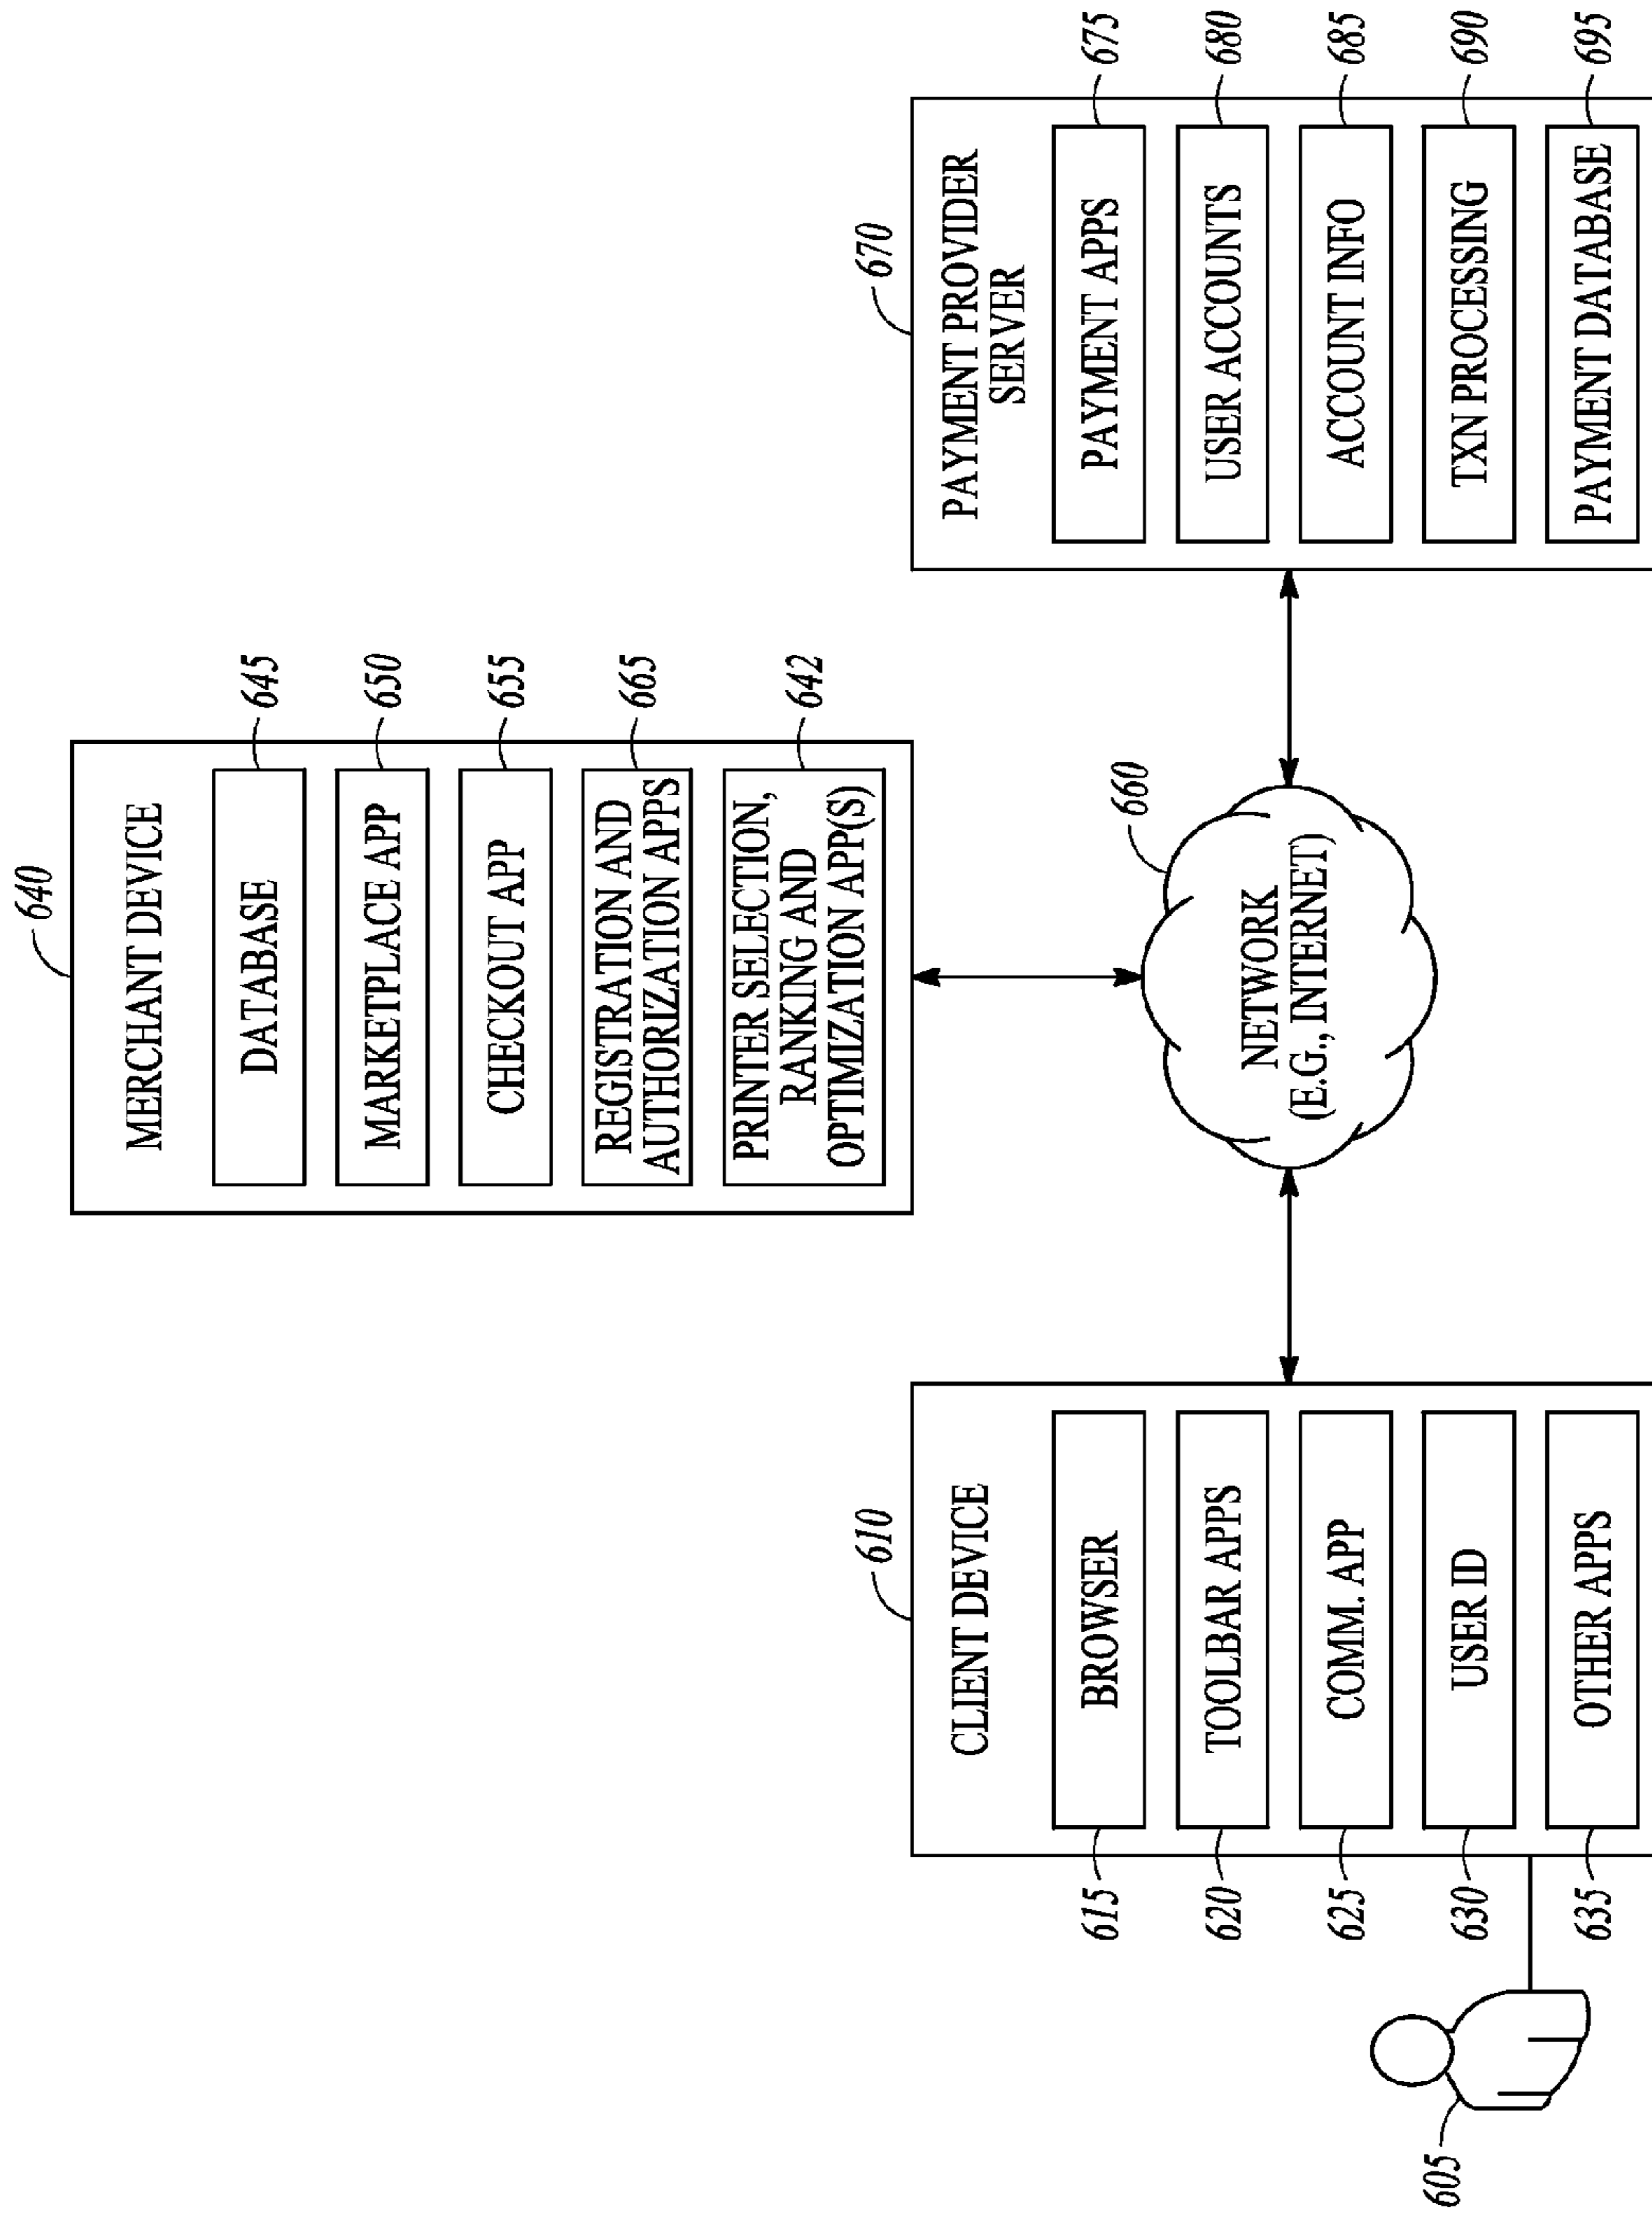 640
MERCHANT DEVICE
DATABASE
645
MARKETPLACE APP
650
CHECKOUT APP
655
REGISTRATION AND
AUTHORIZATION APPS
665
PRINTER SELECTION,
RANKING AND
OPTIMIZATION APP(S)
642
610
CLIENT DEVICE
615
BROWSER
620
TOOLBAR APPS
625
COMM. APP
630
USER ID
635
OTHER APPS
605
660
NETWORK
(E.G., INTERNET)
670
PAYMENT PROVIDER
SERVER
PAYMENT APPS
675
USER ACCOUNTS
680
ACCOUNT INFO
685
TXN PROCESSING
690
PAYMENT DATABASE
695